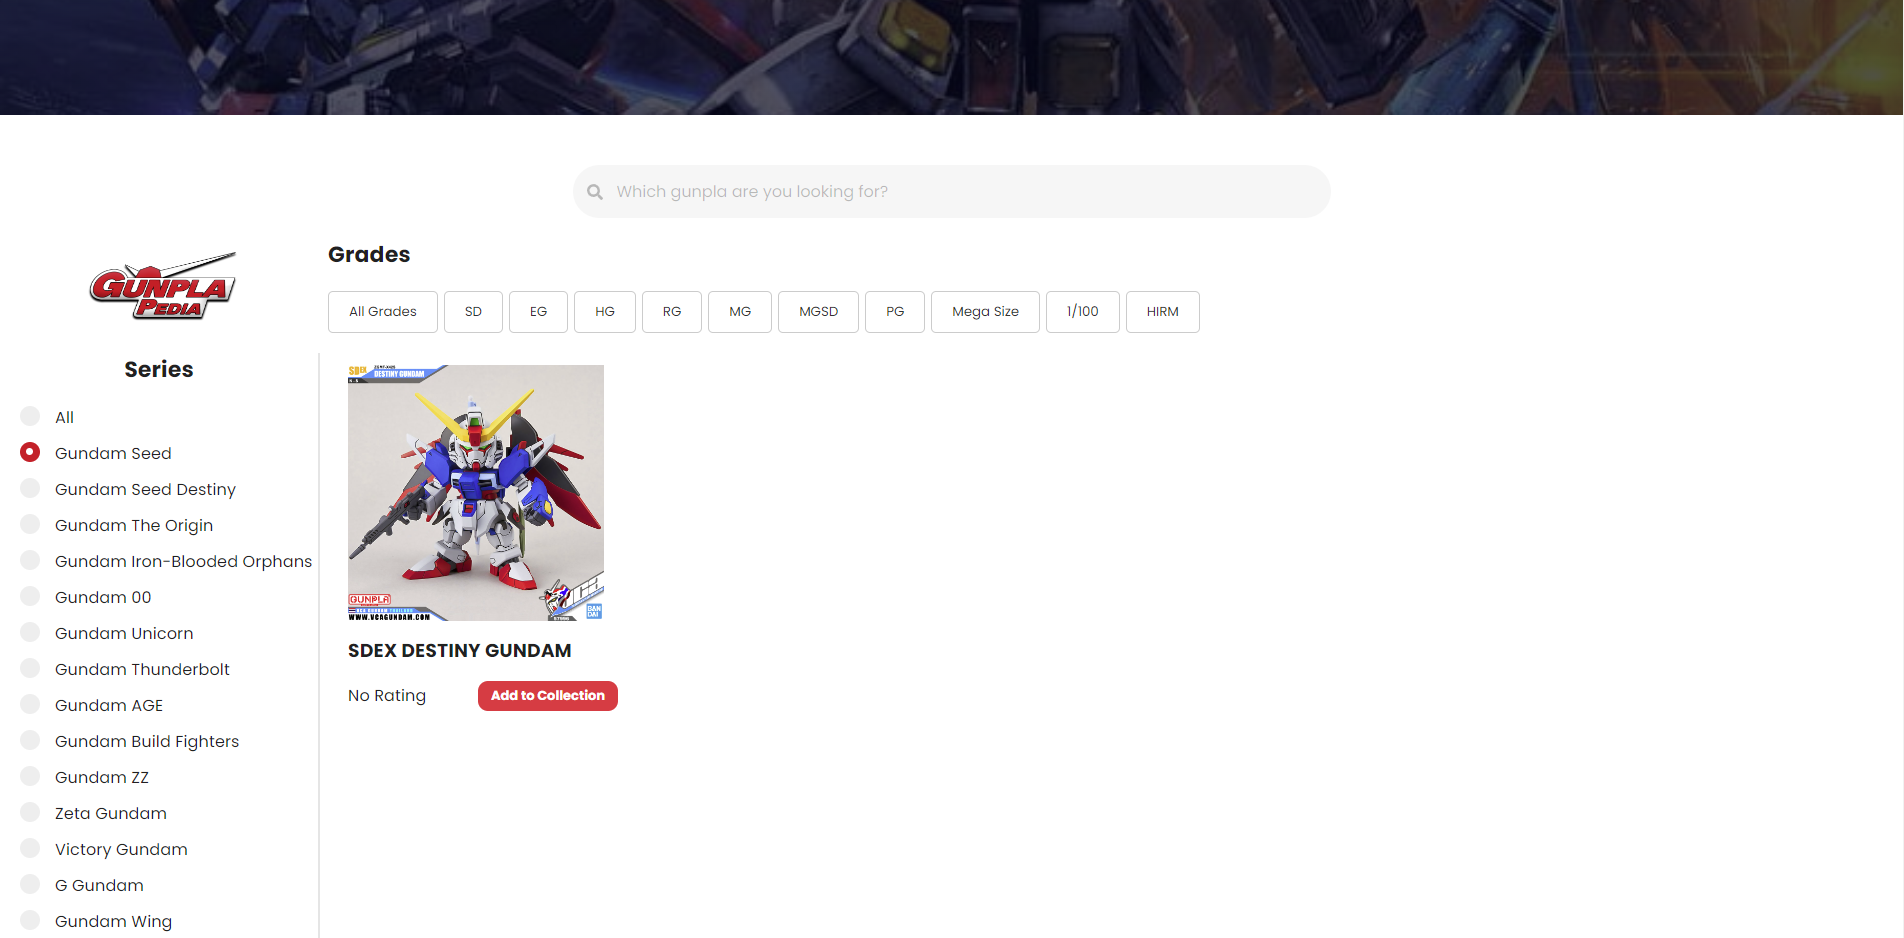 Which gunpla are you looking for?
GUNPLA
PEDIA
Grades
All Grades
SD
EG
HG
RG
MG
MGSD
PG
Mega Size
1/100
HIRM
Series
All
Gundam Seed
Gundam Seed Destiny
Gundam The Origin
Gundam Iron-Blooded Orphans
Gundam 00
Gundam Unicorn
Gundam Thunderbolt
Gundam AGE
Gundam Build Fighters
Gundam ZZ
Zeta Gundam
Victory Gundam
G Gundam
Gundam Wing
SDEX
DESTINY GUNDAM
GUNPLA
WWW.VCAGUNDAM.COM
BAN
DAI
SDEX DESTINY GUNDAM
No Rating
Add to Collection